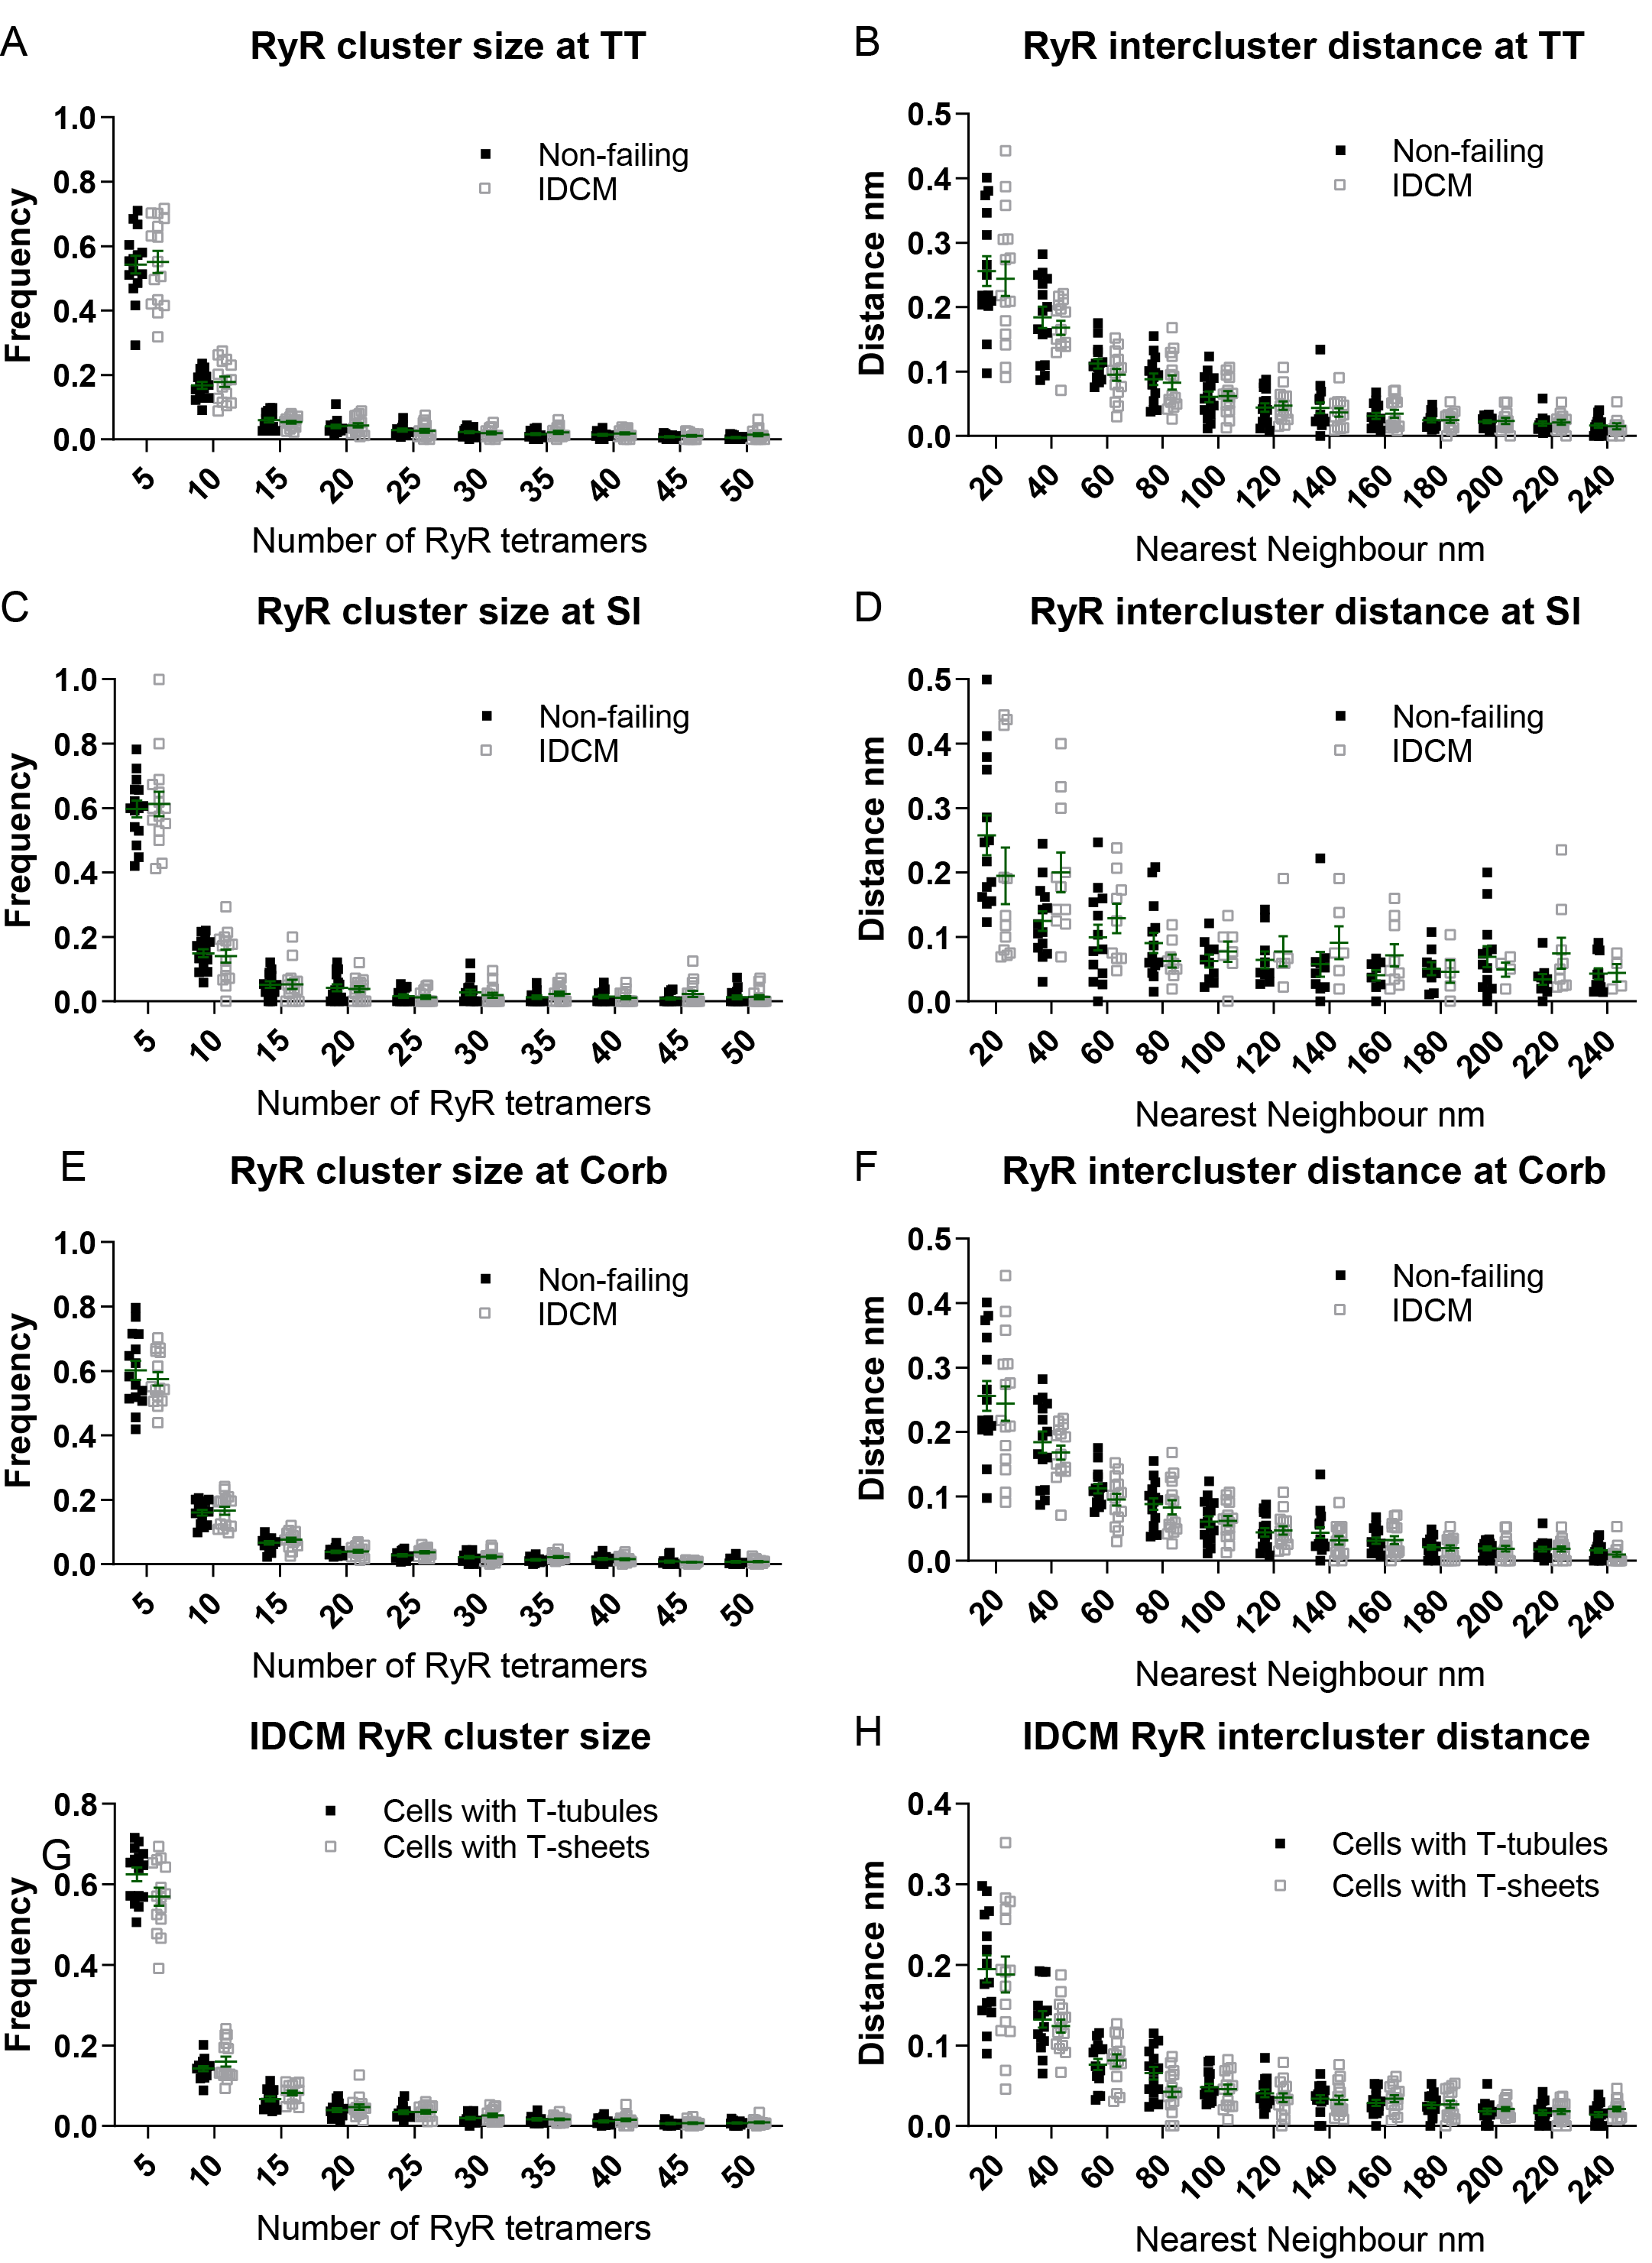 A
RyR cluster size at TT
1.0
0.8
0.6
0.4
0.2
0.0
Frequency
Non-failing
IDCM
5 10 15 20 25 30 35 40 45 50
Number of RyR tetramers
B
RyR intercluster distance at TT
0.5
0.4
0.3
0.2
0.1
0.0
Distance nm
Non-failing
IDCM
20 40 60 80 100 120 140 160 180 200 220 240
Nearest Neighbour nm
C
RyR cluster size at Sl
1.0
0.8
0.6
0.4
0.2
0.0
Frequency
Non-failing
IDCM
5 10 15 20 25 30 35 40 45 50
Number of RyR tetramers
D
RyR intercluster distance at Sl
0.5
0.4
0.3
0.2
0.1
0.0
Distance nm
Non-failing
IDCM
20 40 60 80 100 120 140 160 180 200 220 240
Nearest Neighbour nm
E
RyR cluster size at Corb
1.0
0.8
0.6
0.4
0.2
0.0
Frequency
Non-failing
IDCM
5 10 15 20 25 30 35 40 45 50
Number of RyR tetramers
F
RyR intercluster distance at Corb
0.5
0.4
0.3
0.2
0.1
0.0
Distance nm
Non-failing
IDCM
20 40 60 80 100 120 140 160 180 200 220 240
Nearest Neighbour nm
G
IDCM RyR cluster size
0.8
0.6
0.4
0.2
0.0
Frequency
Cells with T-tubules
Cells with T-sheets
5 10 15 20 25 30 35 40 45 50
Number of RyR tetramers
H
IDCM RyR intercluster distance
0.4
0.3
0.2
0.1
0.0
Distance nm
Cells with T-tubules
Cells with T-sheets
20 40 60 80 100 120 140 160 180 200 220 240
Nearest Neighbour nm